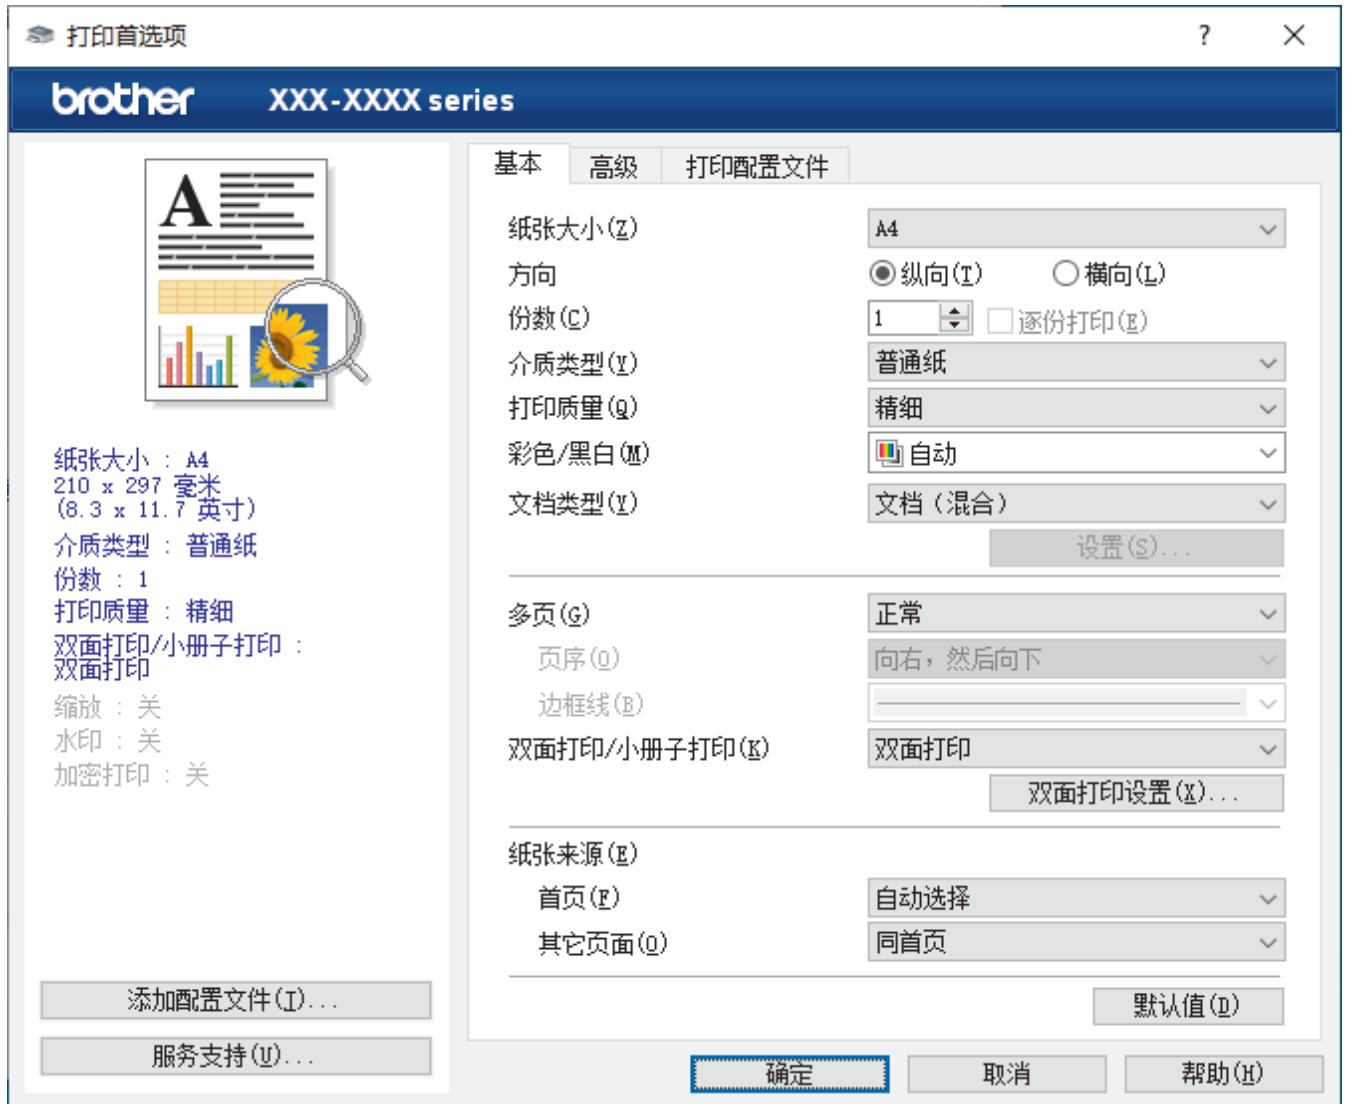 打印首选项
?
brother XXX-XXXX series
A
纸张大小 : A4
210 x 297 毫米
(8.3 x 11.7 英寸)
介质类型 : 普通纸
份数 : 1
打印质量 : 精细
双面打印/小册子打印 :
双面打印
缩放 : 关
水印 : 关
加密打印 : 关
添加配置文件(I)...
服务支持(U)...
基本 高级 打印配置文件
纸张大小(Z) A4
方向 纵向(T) 横向(L)
份数(C) 1 逐份打印(E)
介质类型(Y) 普通纸
打印质量(Q) 精细
彩色/黑白(M) 自动
文档类型(Y) 文档 (混合)
设置(S)...
多页(G) 正常
页序(O) 向右，然后向下
边框线(B)
双面打印/小册子打印(K) 双面打印
双面打印设置(X)...
纸张来源(E)
首页(F) 自动选择
其它页面(O) 同首页
默认值(D)
确定 取消 帮助(H)